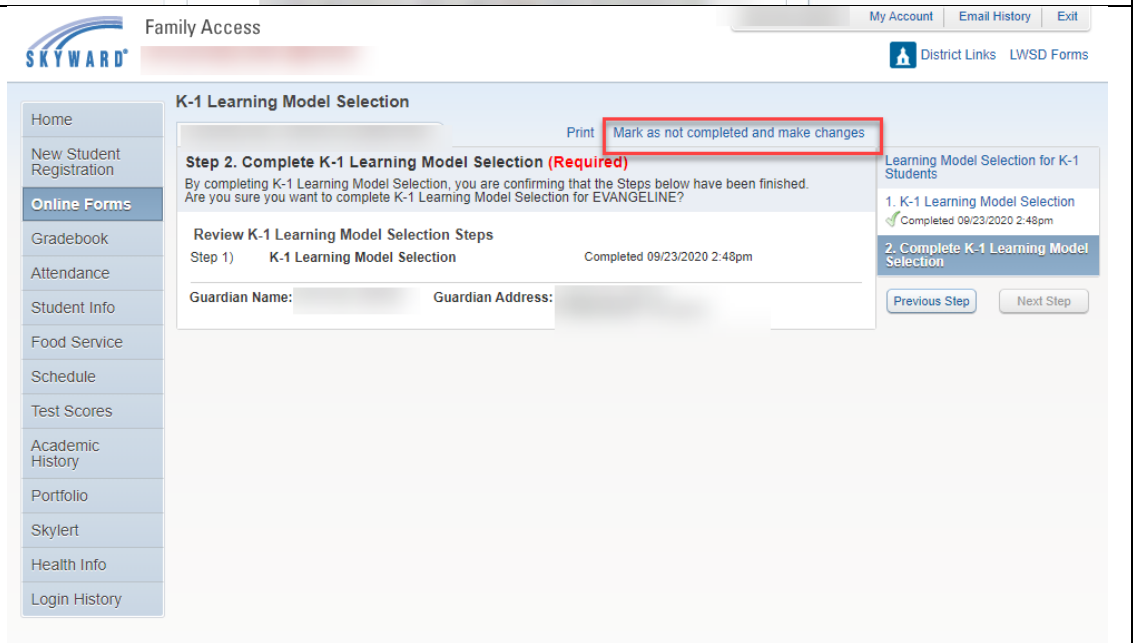 My Account Email History Exit
Family Access
SKYWARD®
District Links LWSD Forms
K-1 Learning Model Selection
Print Mark as not completed and make changes
Home
New Student
Registration
Online Forms
Gradebook
Attendance
Student Info
Food Service
Schedule
Test Scores
Academic
History
Portfolio
Skylert
Health Info
Login History
Step 2. Complete K-1 Learning Model Selection (Required)
By completing K-1 Learning Model Selection, you are confirming that the Steps below have been finished.
Are you sure you want to complete K-1 Learning Model Selection for EVANGELINE?
Review K-1 Learning Model Selection Steps
Step 1) K-1 Learning Model Selection Completed 09/23/2020 2:48pm
Guardian Name: Guardian Address:
Learning Model Selection for K-1
Students
1. K-1 Learning Model Selection
Completed 09/23/2020 2:48pm
2. Complete K-1 Learning Model
Selection
Previous Step Next Step